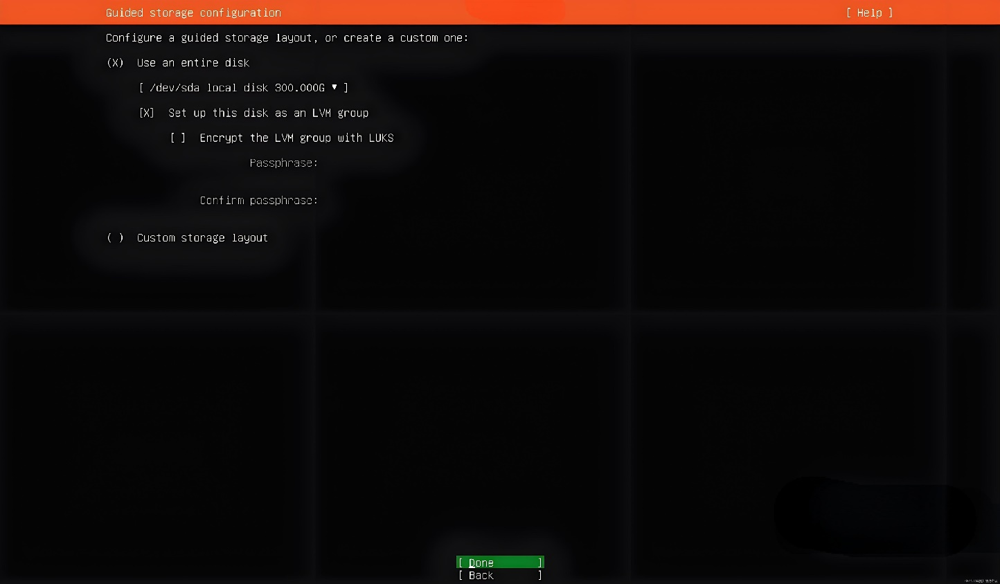 Guided storage configuration [ Help ]
Configure a guided storage layout, or create a custom one:
(X) Use an entire disk
[ /dev/sda local disk 300.000G ▼ ]
[X] Set up this disk as an LVM group
[ ] Encrypt the LVM group with LUKS
Passphrase:
Confirm passphrase:
( ) Custom storage layout
[ Done ]
[ Back ]